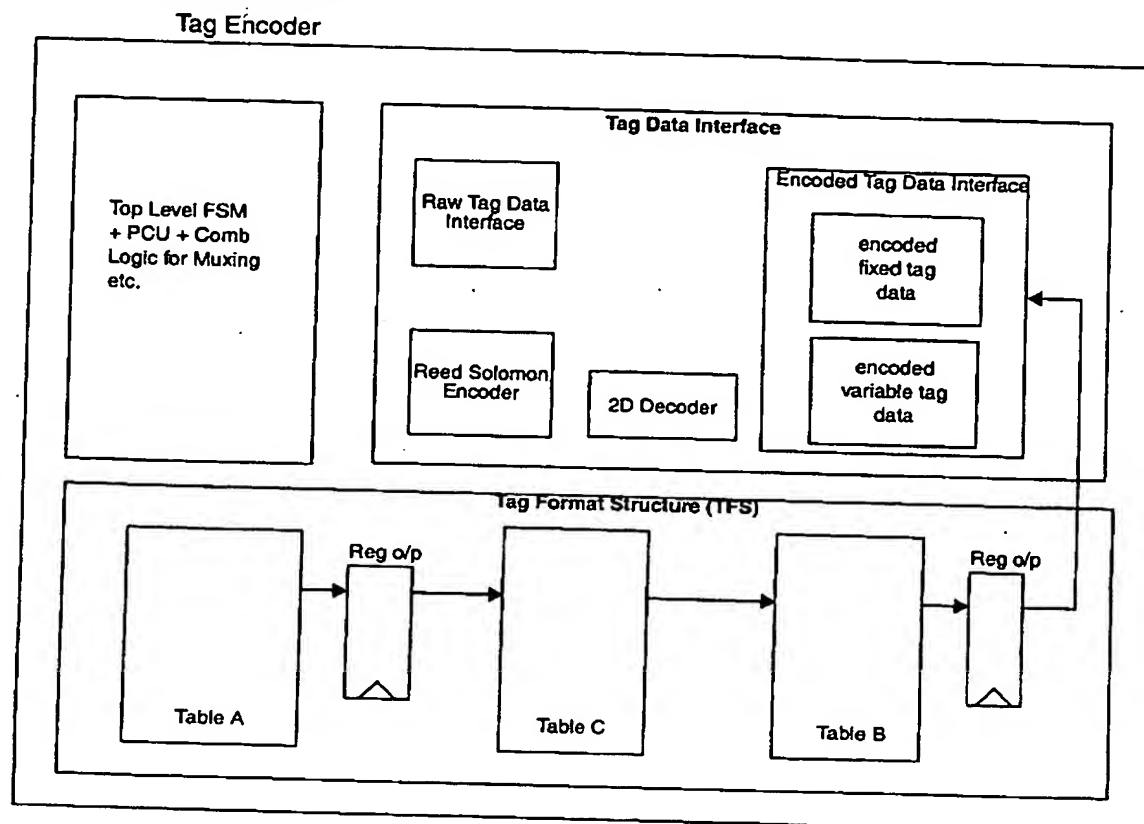 Tag Encoder
Top Level FSM
+ PCU + Comb
Logic for Muxing
etc.
Tag Data Interface
Raw Tag Data
Interface
Reed Solomon
Encoder
2D Decoder
Encoded Tag Data Interface
encoded
fixed tag
data
encoded
variable tag
data
Tag Format Structure (TFS)
Table A
Reg o/p
Table C
Table B
Reg o/p